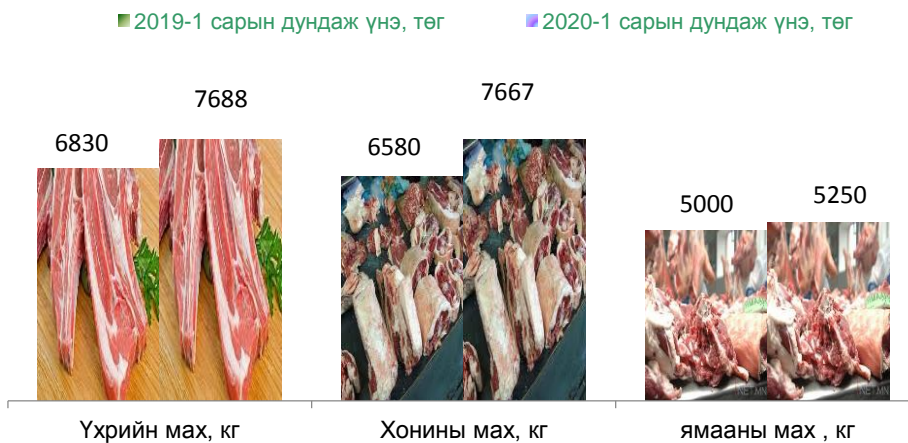 2019-1 сарын дундаж үнэ, төг 2020-1 сарын дундаж үнэ, төг
6830 7688 6580 7667 5000 5250
Үхрийн мах, кг Хонины мах, кг ямааны мах , кг